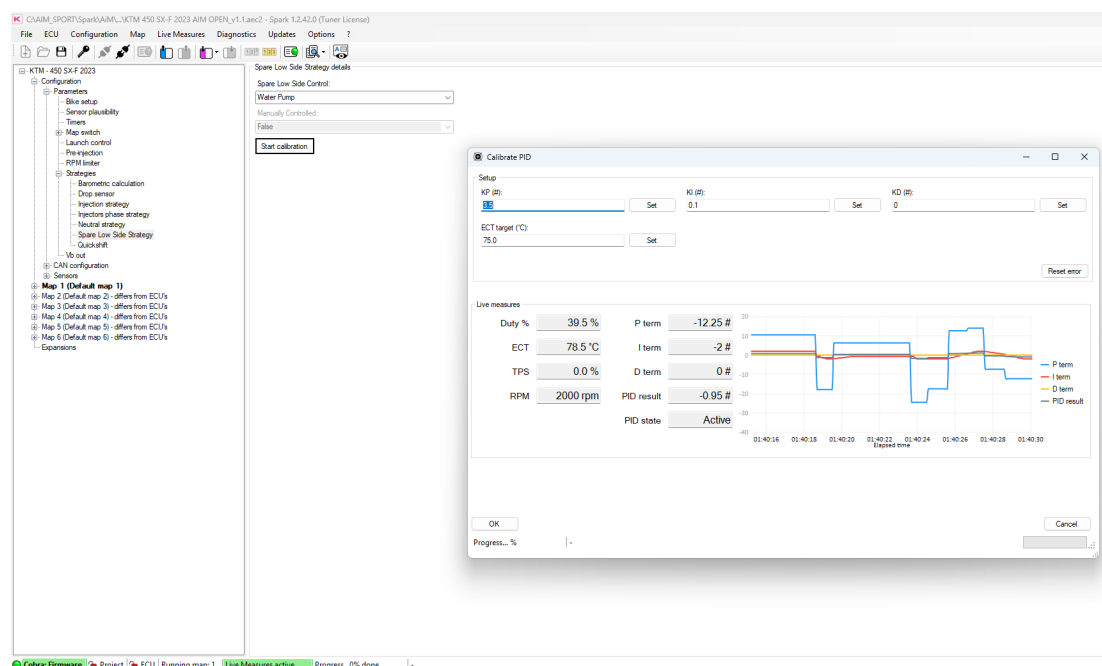 C:\AIM_SPORT\Spark\AiM\...\KTM 450 SX-F 2023 AIM OPEN_v1.1.aec2 - Spark 1.2.42.0 (Tuner License)
File ECU Configuration Map Live Measures Diagnostics Updates Options ?
KTM - 450 SX-F 2023
Configuration
Parameters
Bike setup
Sensor plausibility
Timers
Map switch
Launch control
Pre-injection
RPM limiter
Strategies
Barometric calculation
Drop sensor
Injection strategy
Injectors phase strategy
Neutral strategy
Spare Low Side Strategy
Quickshift
Vb out
CAN configuration
Sensors
Map 1 (Default map 1)
Map 2 (Default map 2) - differs from ECU's
Map 3 (Default map 3) - differs from ECU's
Map 4 (Default map 4) - differs from ECU's
Map 5 (Default map 5) - differs from ECU's
Map 6 (Default map 6) - differs from ECU's
Expansions
Spare Low Side Strategy details
Spare Low Side Control:
Water Pump
Manually Controlled:
False
Start calibration
Calibrate PID
Setup
KP (#): KI (#): KD (#):
3.5 Set 0.1 Set 0 Set
ECT target (°C):
75.0 Set
Reset error
Live measures
Duty % 39.5 % P term -12.25 #
ECT 78.5 °C I term -2 #
TPS 0.0 % D term 0 #
RPM 2000 rpm PID result -0.95 #
PID state Active
20
10
0
-10
-20
-30
-40
01:40:16 01:40:18 01:40:20 01:40:22 01:40:24 01:40:26 01:40:28 01:40:30
Elapsed time
P term
I term
D term
PID result
OK Cancel
Progress... % -
Cobra: Firmware Project ECU Running map: 1 Live Measures active Progress 0% done -